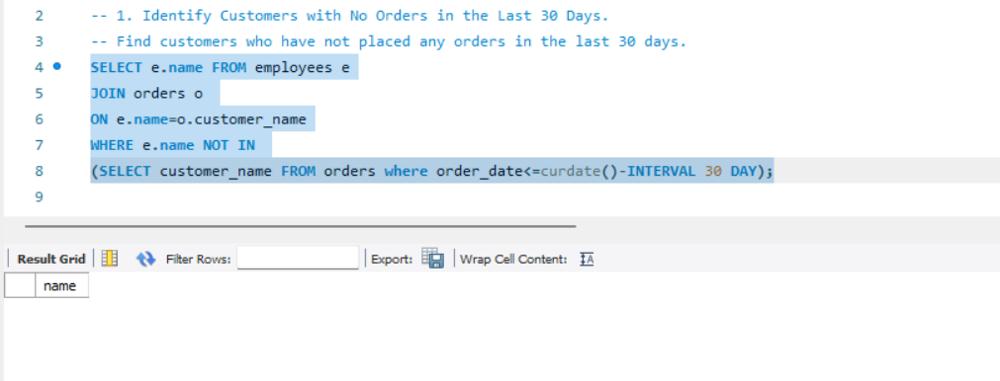 2 -- 1. Identify Customers with No Orders in the Last 30 Days.
3 -- Find customers who have not placed any orders in the last 30 days.
4 SELECT e.name FROM employees e
5 JOIN orders o
6 ON e.name=o.customer_name
7 WHERE e.name NOT IN
8 (SELECT customer_name FROM orders where order_date<=curdate()-INTERVAL 30 DAY);
9
Result Grid Filter Rows: Export: Wrap Cell Content: IA
name